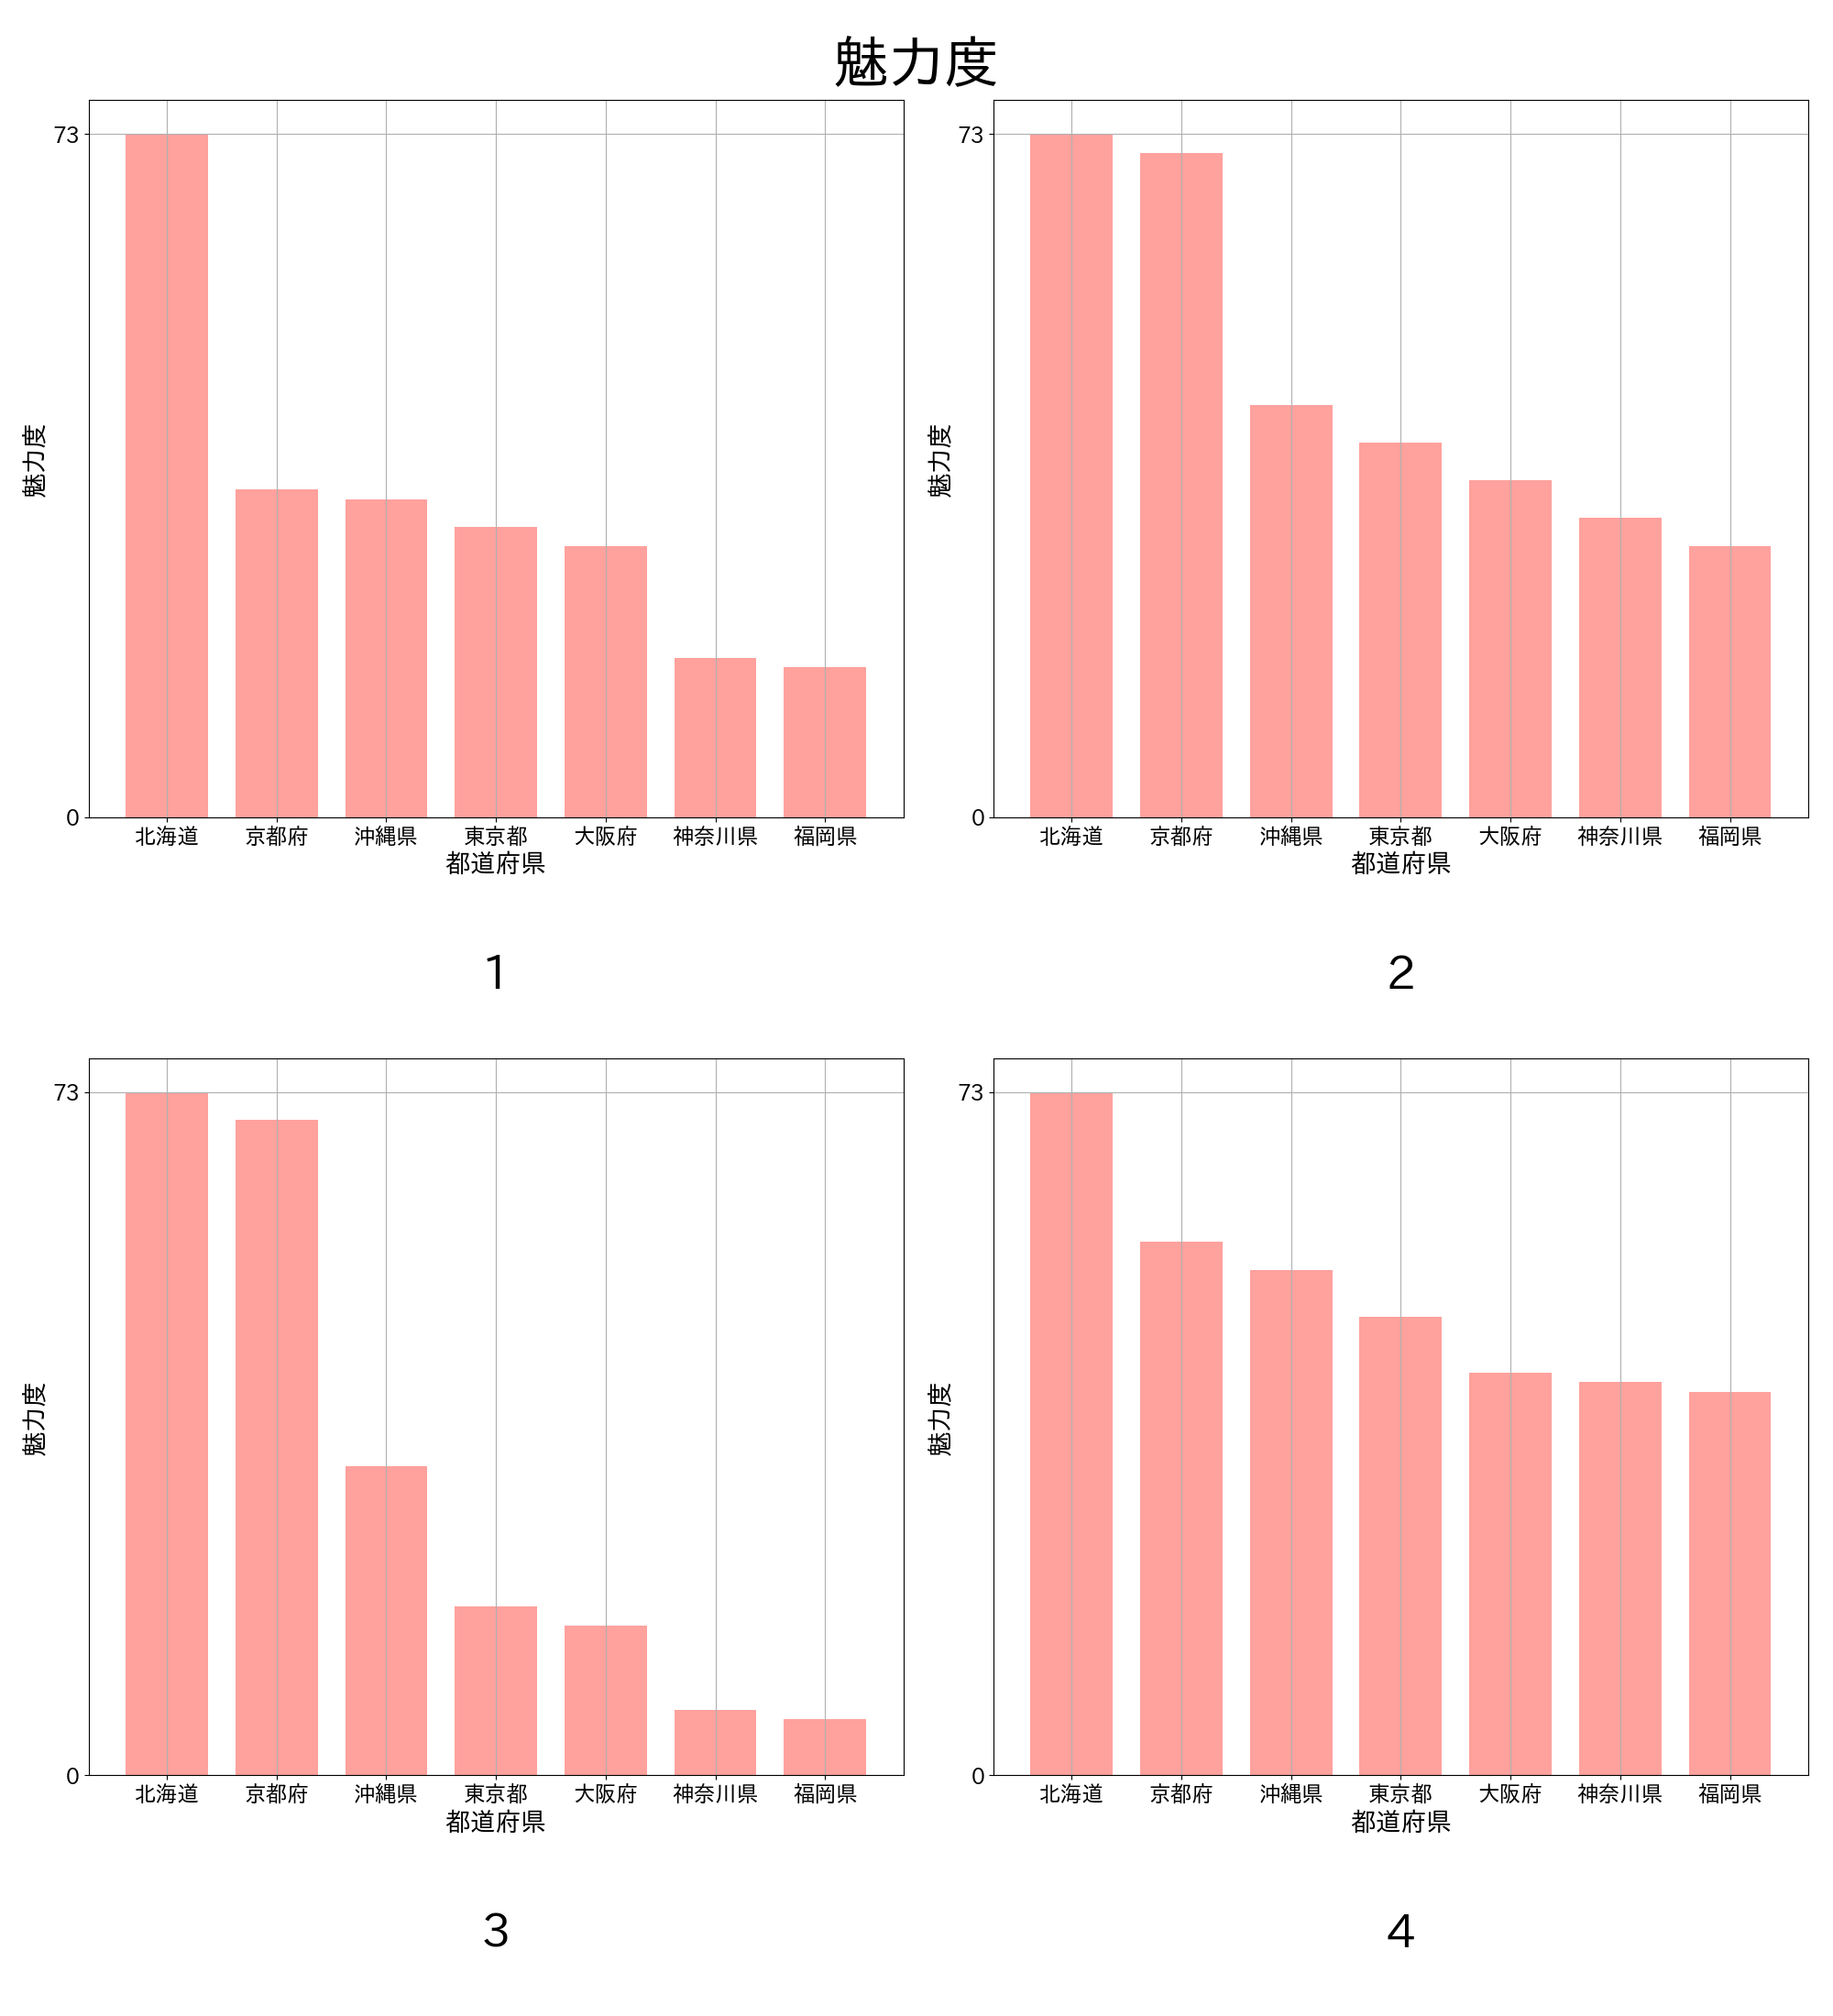 魅力度
73
0
魅力度
北海道 京都府 沖縄県 東京都 大阪府 神奈川県 福岡県
都道府県
1
73
0
魅力度
北海道 京都府 沖縄県 東京都 大阪府 神奈川県 福岡県
都道府県
2
73
0
魅力度
北海道 京都府 沖縄県 東京都 大阪府 神奈川県 福岡県
都道府県
3
73
0
魅力度
北海道 京都府 沖縄県 東京都 大阪府 神奈川県 福岡県
都道府県
4